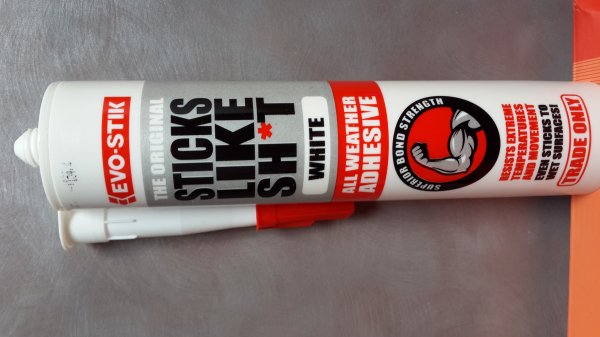 EVO-STIK
THE ORIGINAL
STICKS
LIKE
SH*T
WHITE
ALL WEATHER
ADHESIVE
SUPERIOR BOND STRENGTH
RESISTS EXTREME
TEMPERATURES
AND MOVEMENT
EVEN STICKS TO
WET SURFACES!
TRADE ONLY